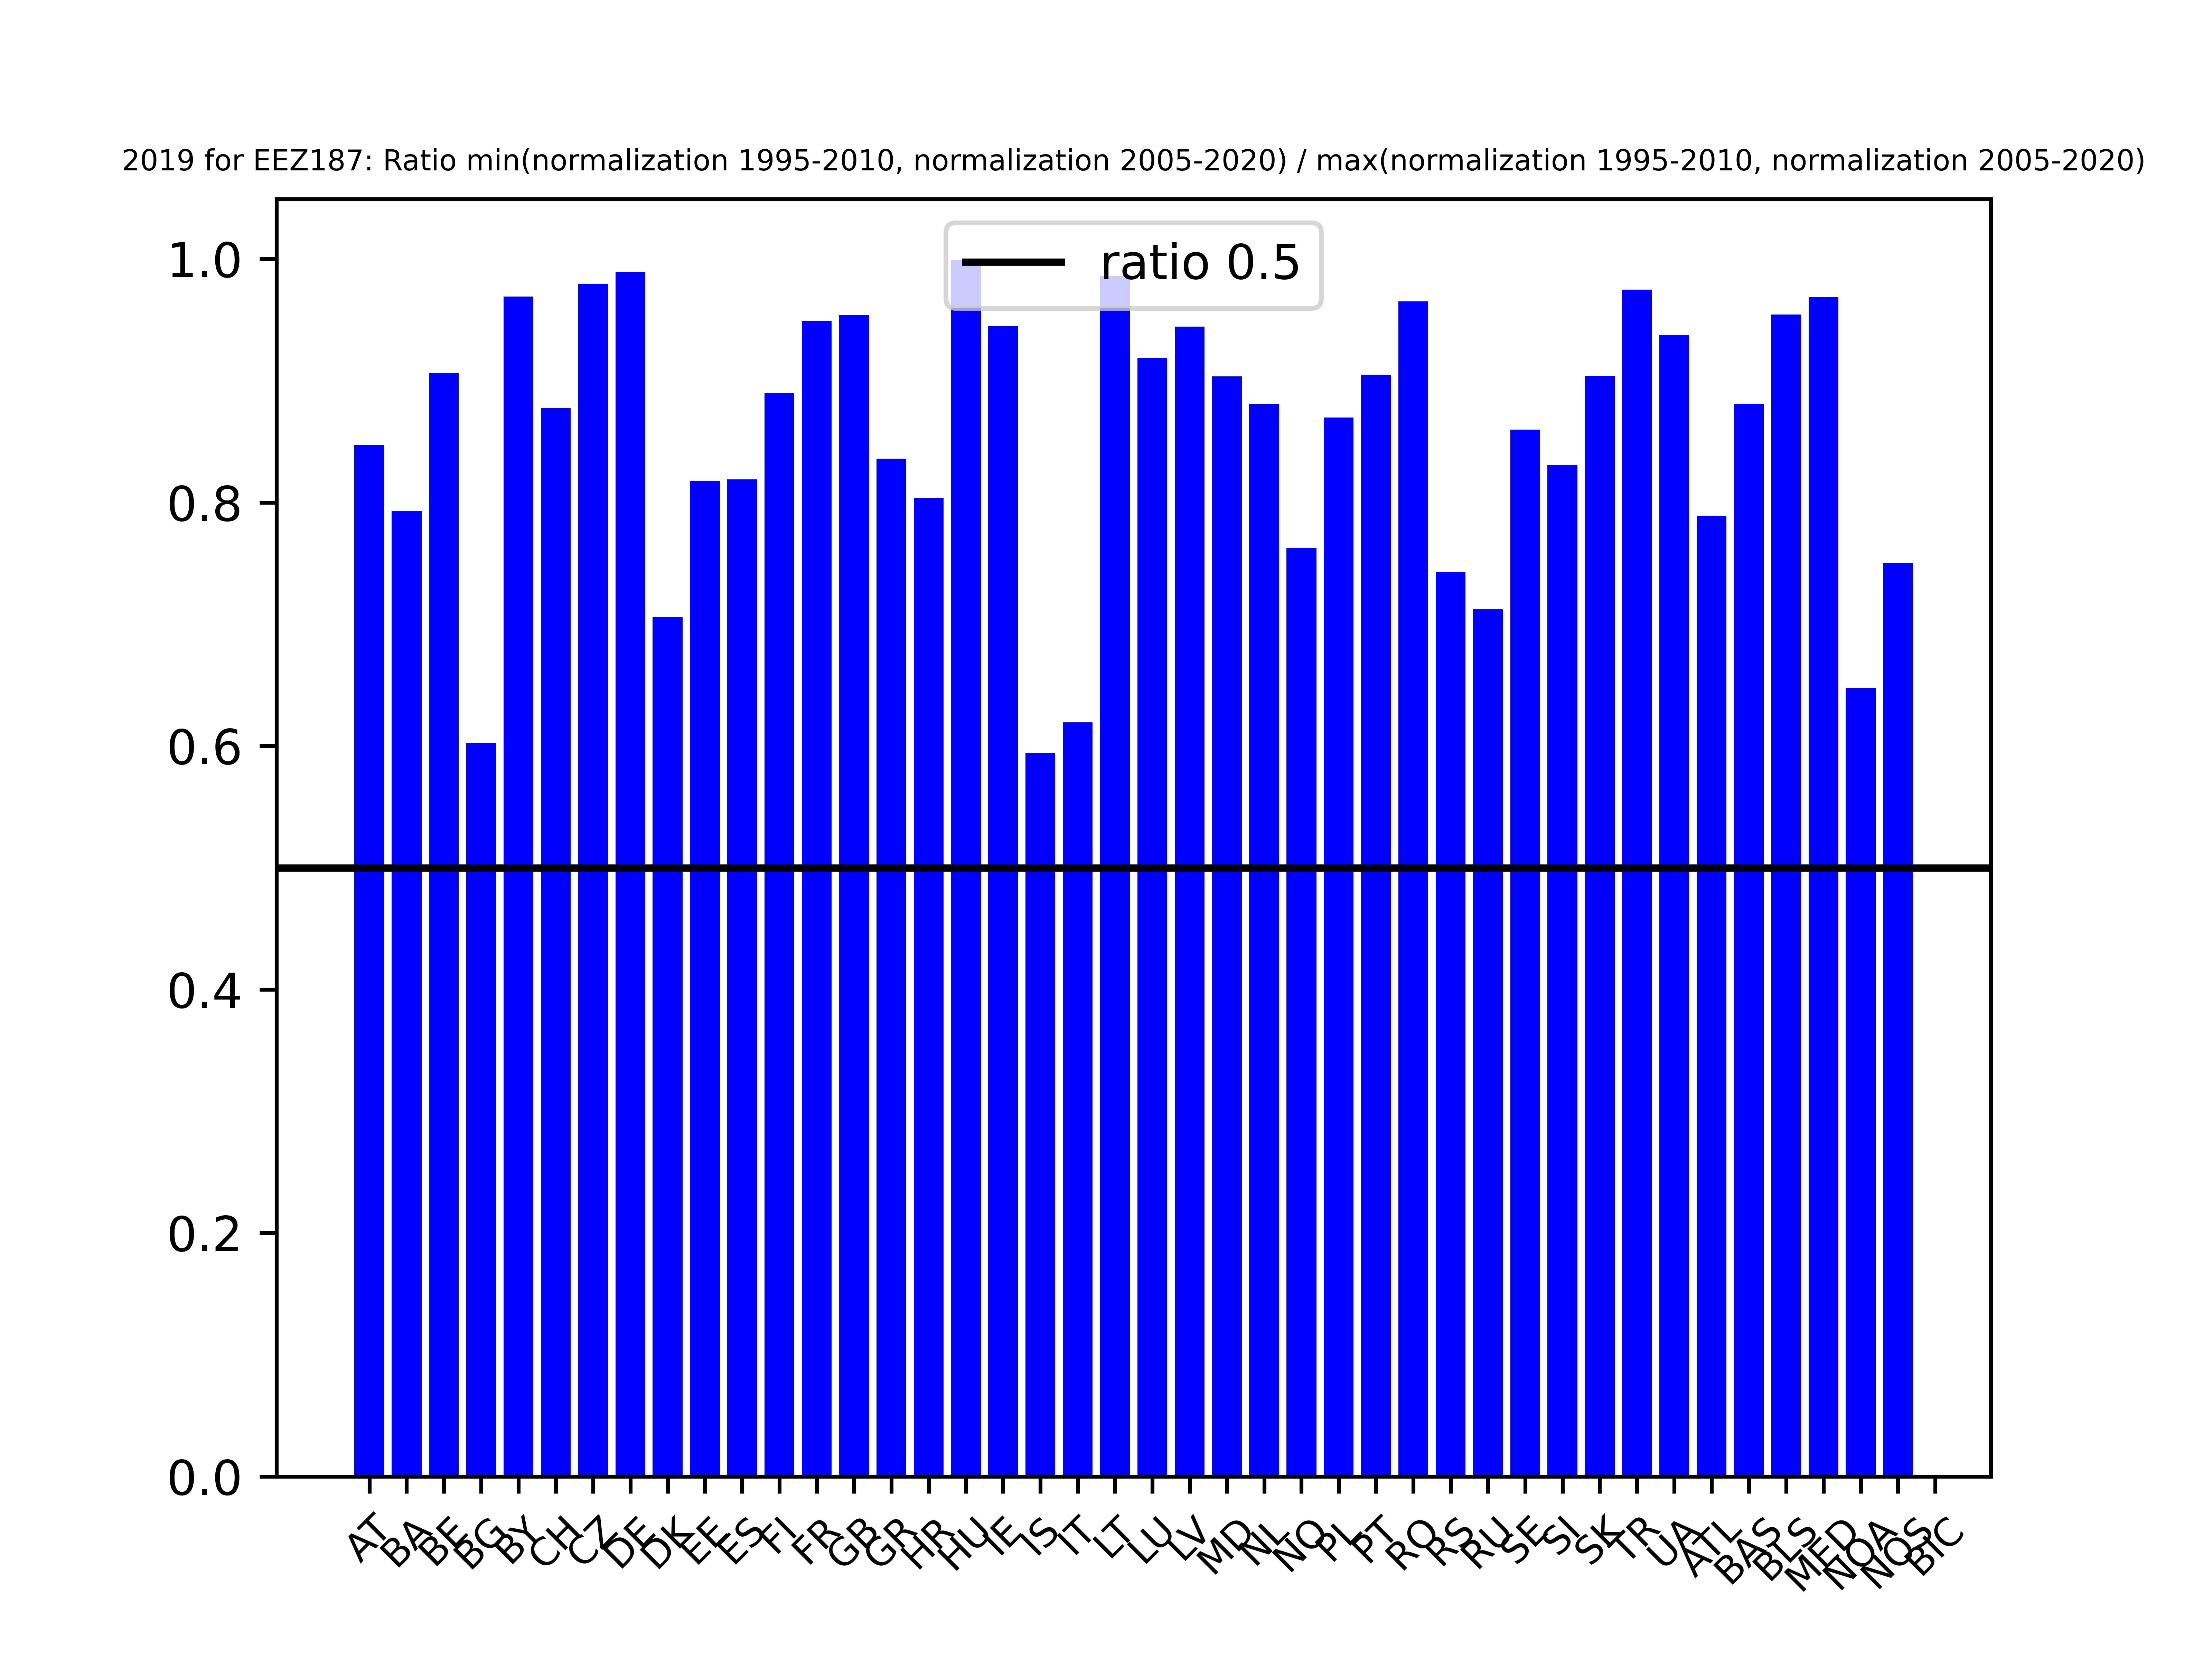 2019 for EEZ187: Ratio min(normalization 1995-2010, normalization 2005-2020) / max(normalization 1995-2010, normalization 2005-2020)
ratio 0.5
1.0
0.8
0.6
0.4
0.2
0.0
AT BA BE BG BY CH CZ DE DK EE ES FI FR GB GR HR HU IE IS IT LT LU LV MD NL NO PL PT RO RS RU SE SI SK TR UA ATL BAS BLS MED NOA NOS BIC